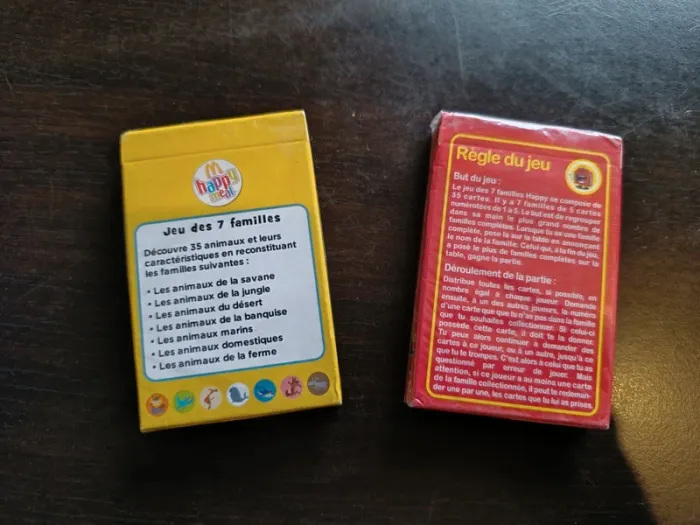 happy
meal
Jeu des 7 familles
Découvre 35 animaux et leurs
caractéristiques en reconstituant
les familles suivantes :
• Les animaux de la savane
• Les animaux de la jungle
• Les animaux du désert
• Les animaux de la banquise
• Les animaux marins
• Les animaux domestiques
• Les animaux de la ferme
Règle du jeu
But du jeu :
Le jeu des 7 familles Happy se compose de
35 cartes. Il y a 7 familles de 5 cartes
numérotées de 1 à 5. Le but est de regrouper
dans sa main le plus grand nombre de
familles complètes. Lorsque tu as une famille
complète, pose la sur la table en annonçant
le nom de la famille. Celui qui, à la fin du jeu,
a posé le plus de familles complètes sur la
table, gagne la partie.
Déroulement de la partie :
Distribue toutes les cartes, si possible, en
nombre égal à chaque joueur. Demande
ensuite, à un des autres joueurs, le numéro
d'une carte que tu n'as pas dans la famille
que tu souhaites collectionner. Si celui-ci
possède cette carte, il doit te la donner.
Tu peux alors continuer à demander des
cartes à ce joueur, ou à un autre, jusqu'à ce
que tu te trompes. C'est alors à celui que tu as
questionné par erreur de jouer. Mais
attention, si ce joueur a au moins une carte
de la famille collectionnée, il peut te redeman-
der une par une, les cartes que tu lui as prises